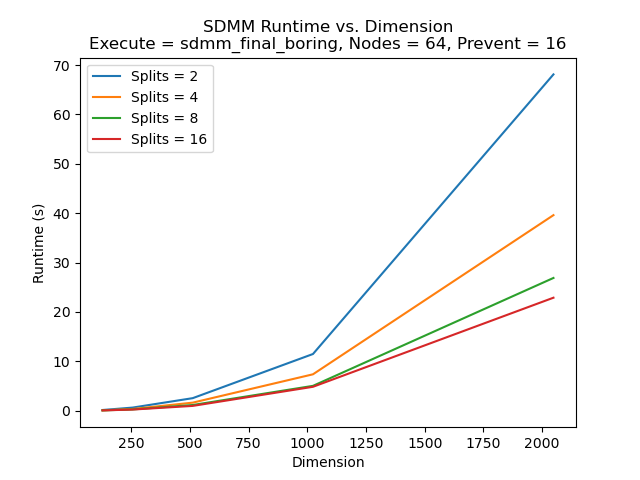 SDMM Runtime vs. Dimension
Execute = sdmm_final_boring, Nodes = 64, Prevent = 16
Splits = 2
Splits = 4
Splits = 8
Splits = 16
Runtime (s)
70
60
50
40
30
20
10
0
250 500 750 1000 1250 1500 1750 2000
Dimension